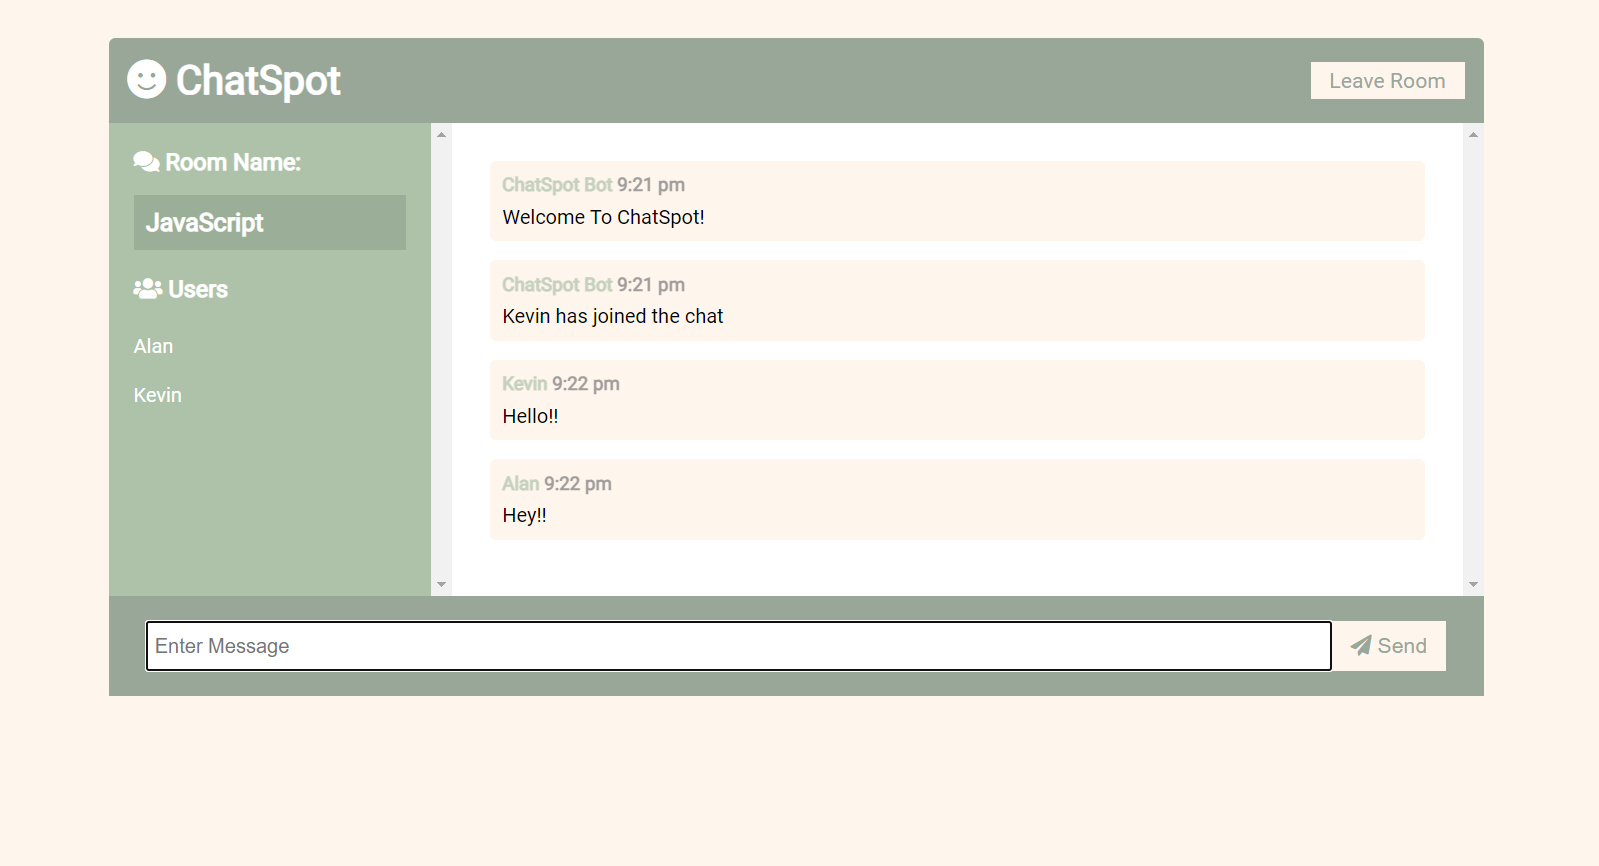 ChatSpot
Leave Room
Room Name:
JavaScript
Users
Alan
Kevin
ChatSpot Bot 9:21 pm
Welcome To ChatSpot!
ChatSpot Bot 9:21 pm
Kevin has joined the chat
Kevin 9:22 pm
Hello!!
Alan 9:22 pm
Hey!!
Enter Message
Send